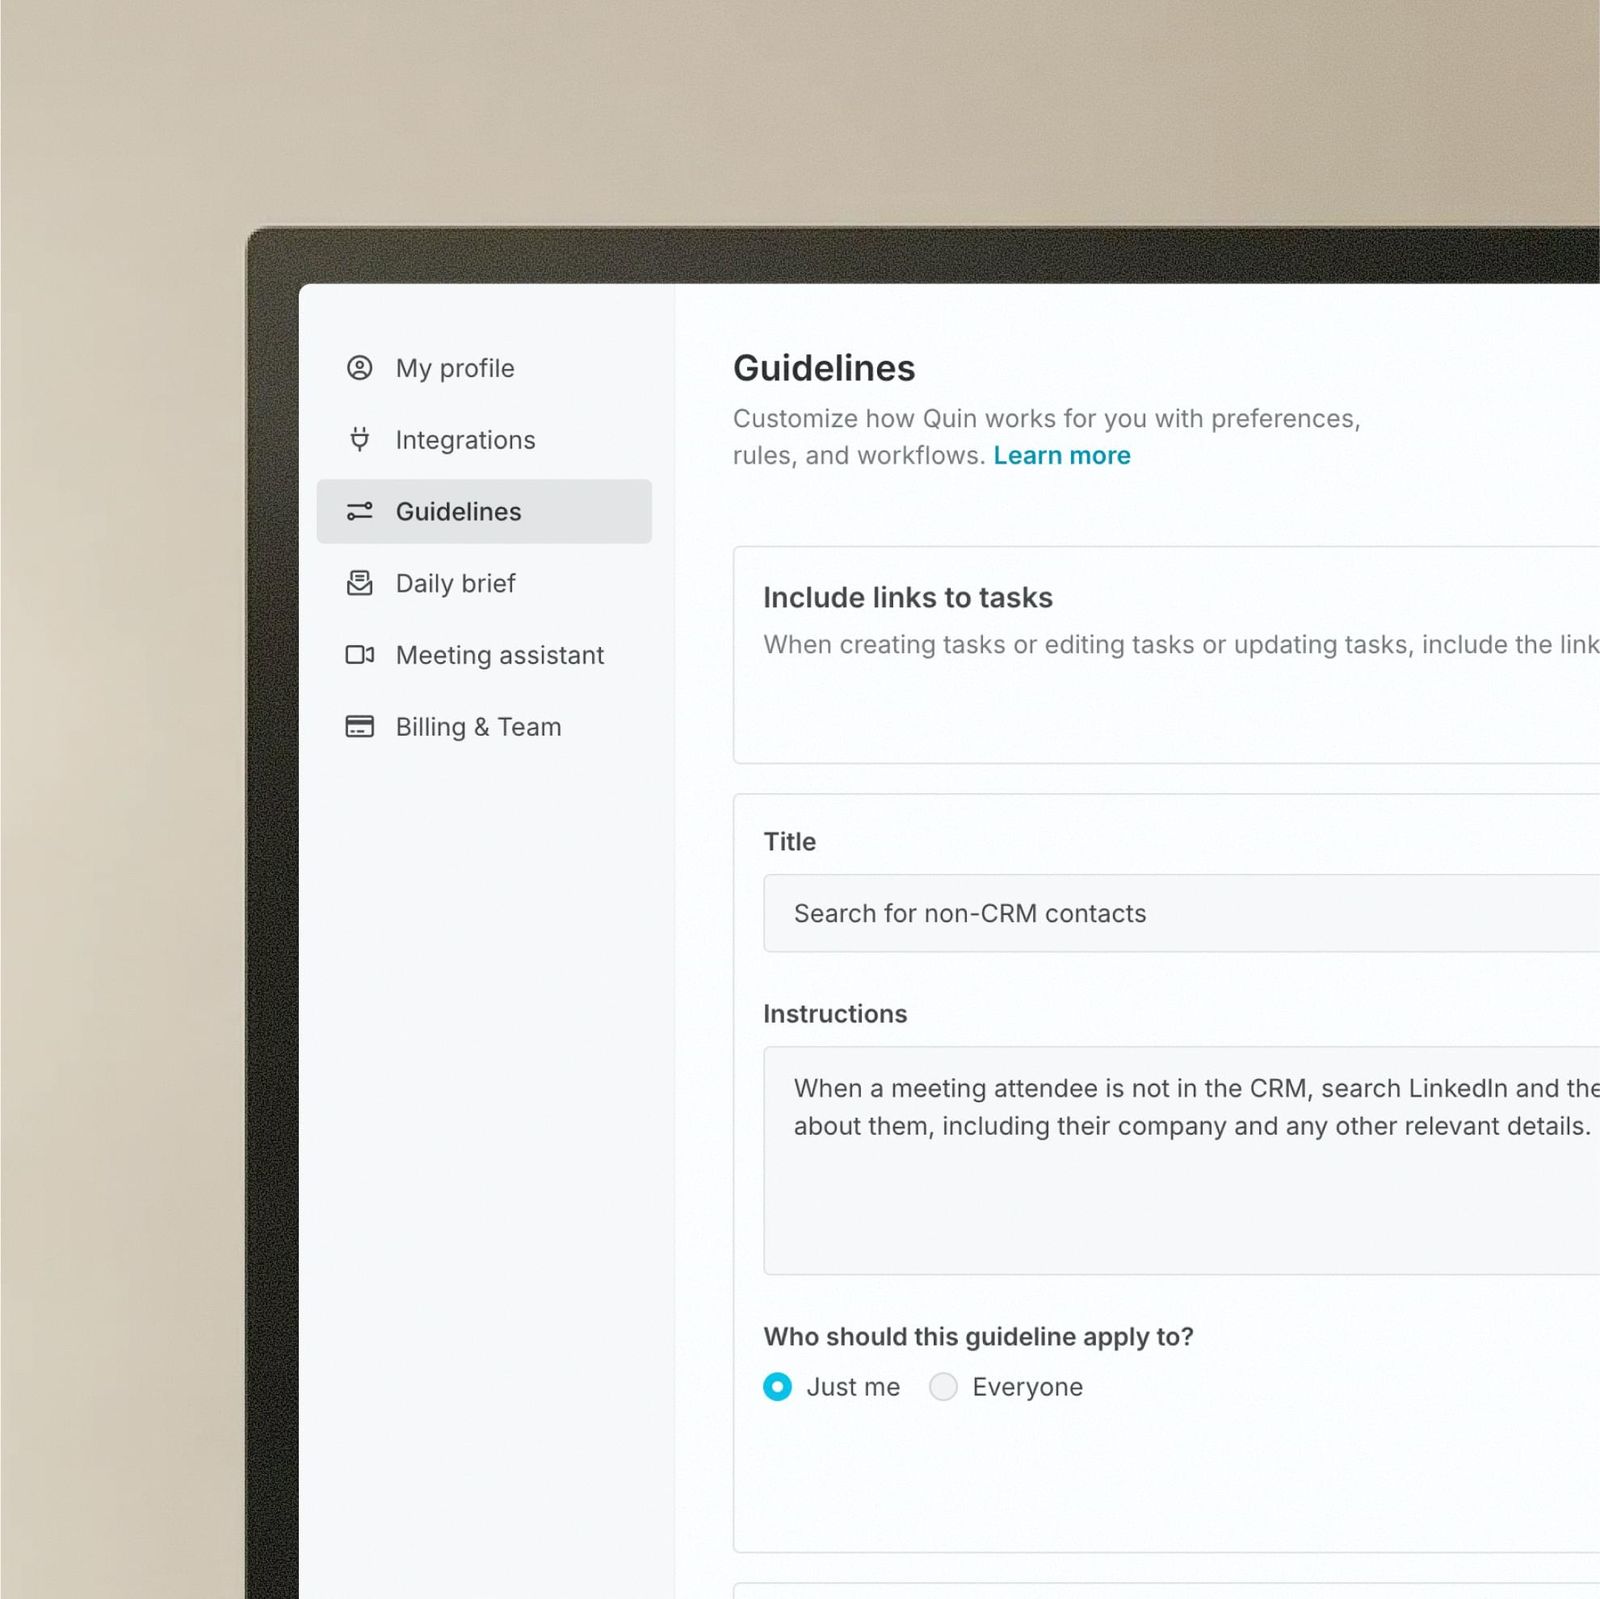 My profile
Integrations
Guidelines
Daily brief
Meeting assistant
Billing & Team
Guidelines
Customize how Quin works for you with preferences,
rules, and workflows. Learn more
Include links to tasks
When creating tasks or editing tasks or updating tasks, include the link
Title
Search for non-CRM contacts
Instructions
When a meeting attendee is not in the CRM, search LinkedIn and the
about them, including their company and any other relevant details.
Who should this guideline apply to?
Just me
Everyone